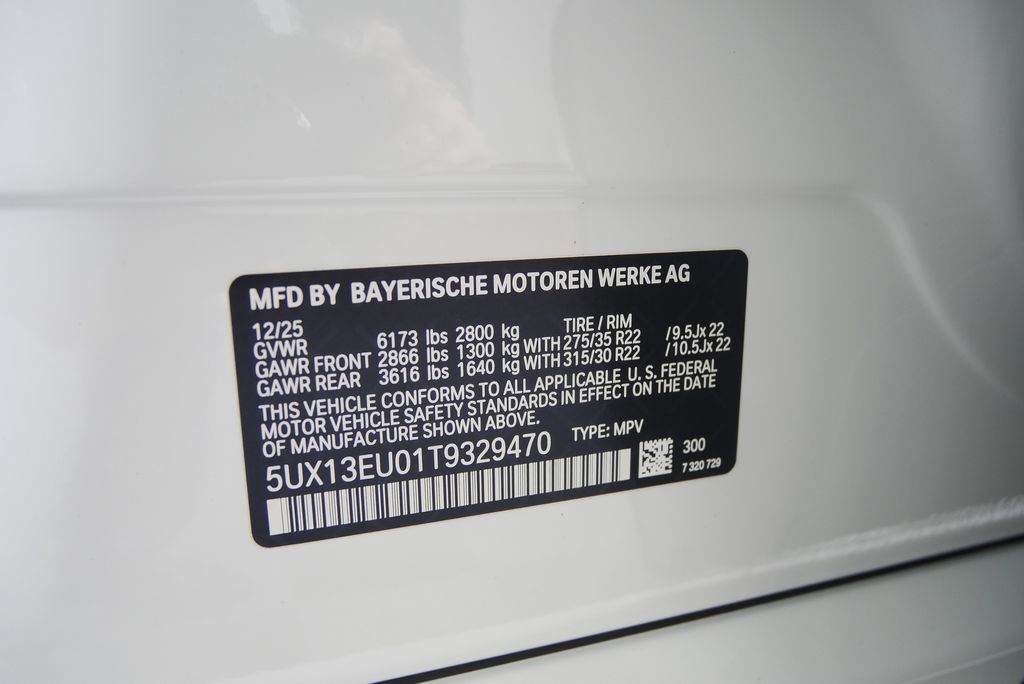 MFD BY BAYERISCHE MOTOREN WERKE AG
12/25 TIRE / RIM
GVWR 6173 lbs 2800 kg
GAWR FRONT 2866 lbs 1300 kg WITH 275/35 R22 /9.5Jx 22
GAWR REAR 3616 lbs 1640 kg WITH 315/30 R22 /10.5Jx 22
THIS VEHICLE CONFORMS TO ALL APPLICABLE U. S. FEDERAL
MOTOR VEHICLE SAFETY STANDARDS IN EFFECT ON THE DATE
OF MANUFACTURE SHOWN ABOVE.
5UX13EU01T9329470 TYPE: MPV
300
7 320 729